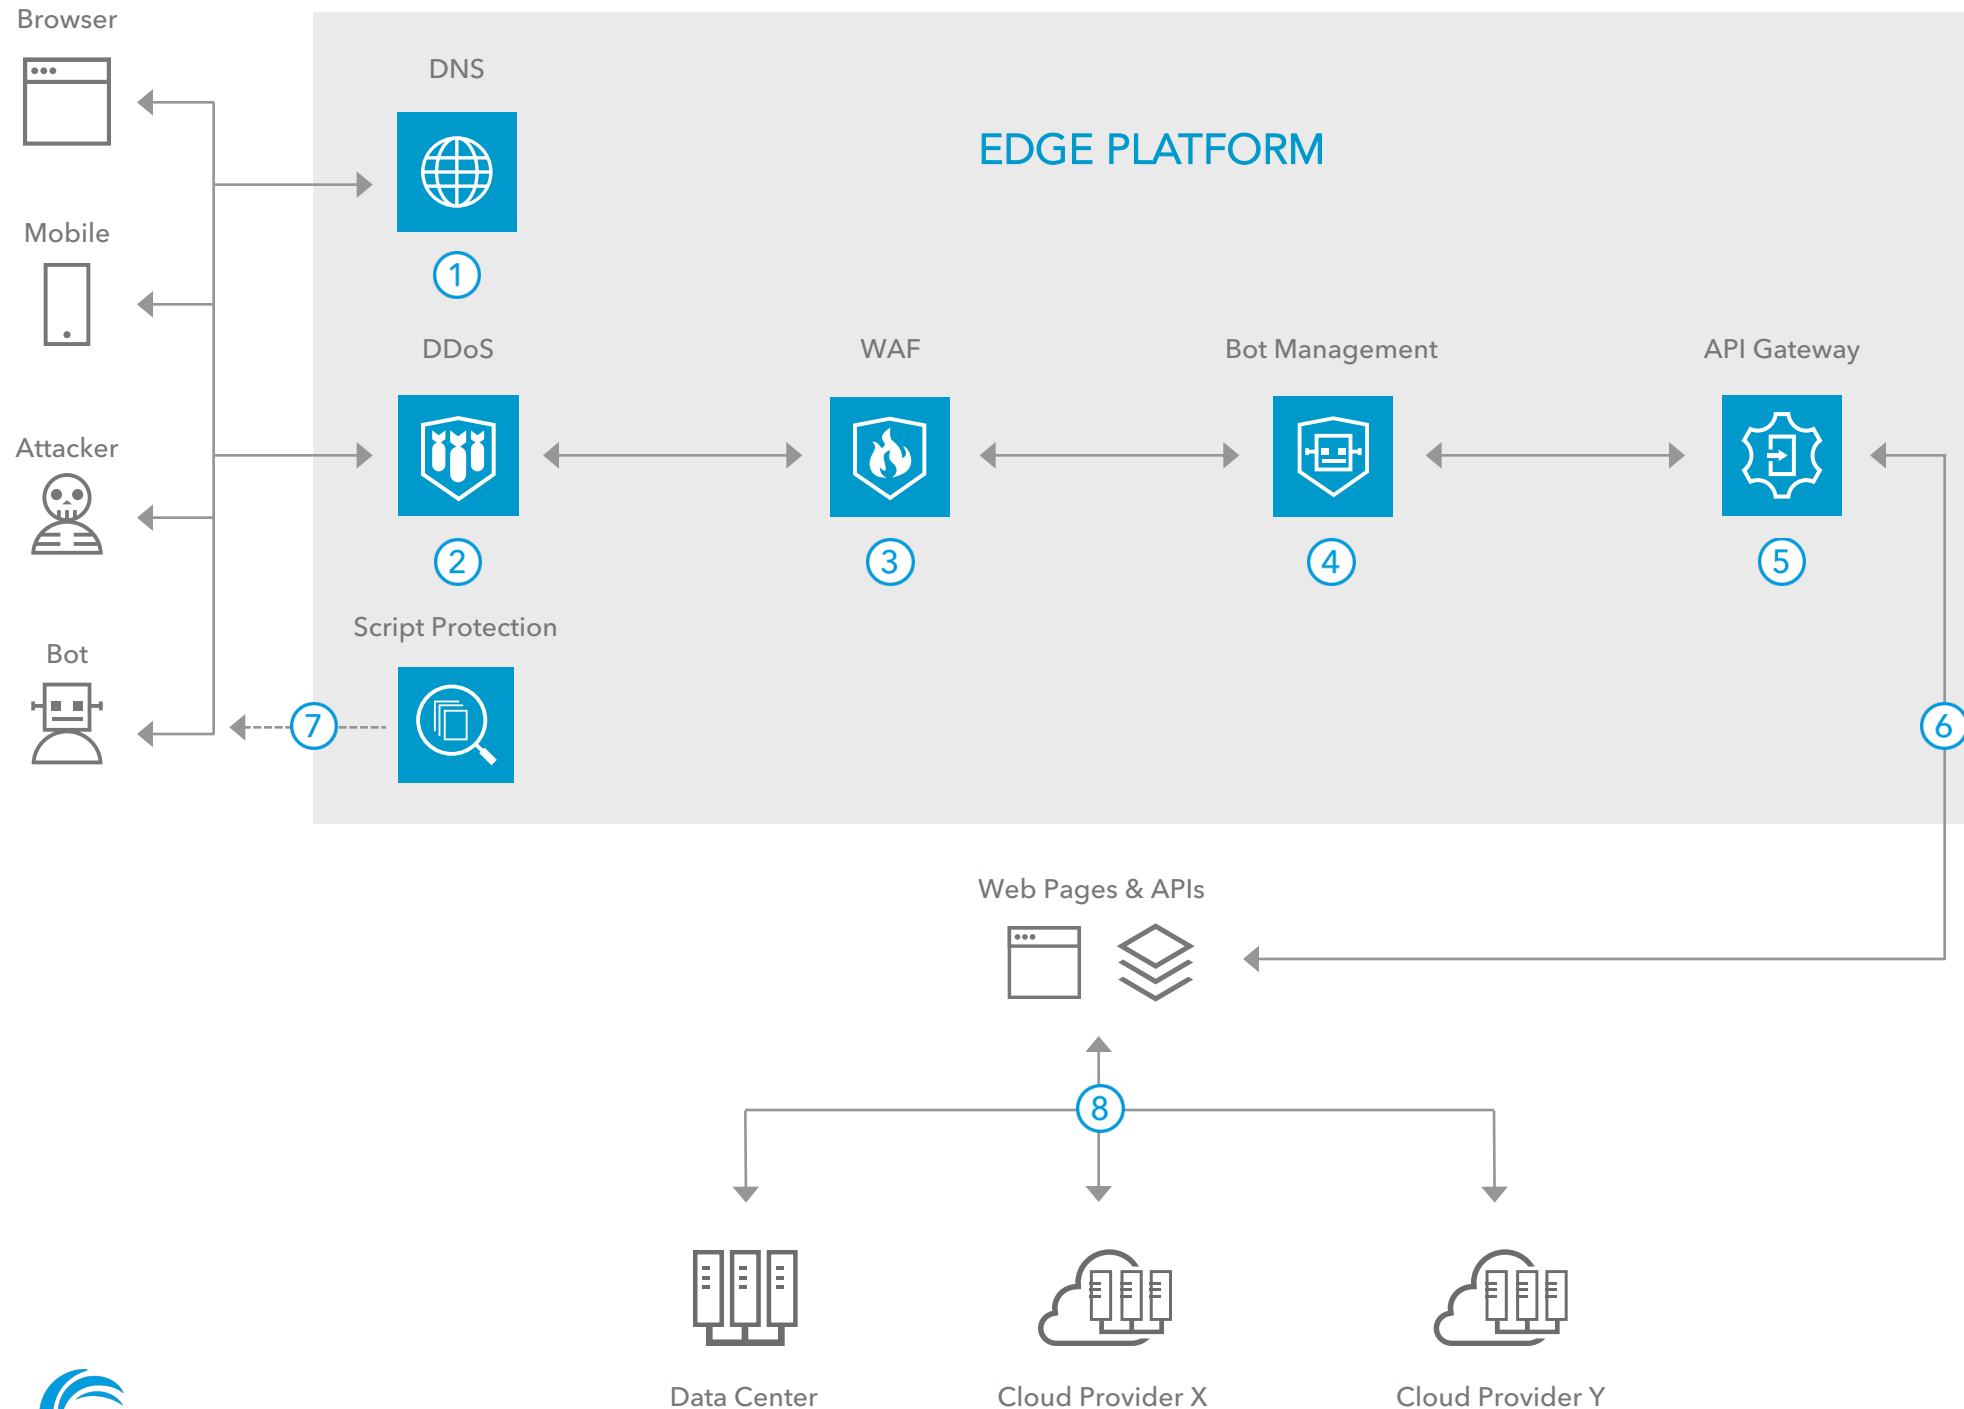 Browser
DNS
EDGE PLATFORM
Mobile
1
DDoS
WAF
Bot Management
API Gateway
Attacker
2
3
4
5
Script Protection
Bot
7
6
Web Pages & APIs
8
Data Center
Cloud Provider X
Cloud Provider Y